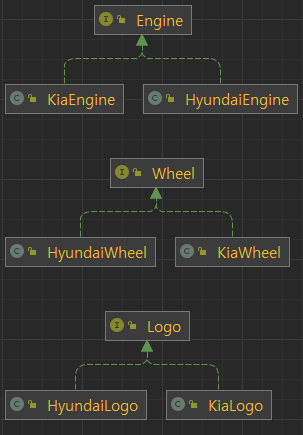 I Engine
C KiaEngine
C HyundaiEngine
I Wheel
C HyundaiWheel
C KiaWheel
I Logo
C HyundaiLogo
C KiaLogo